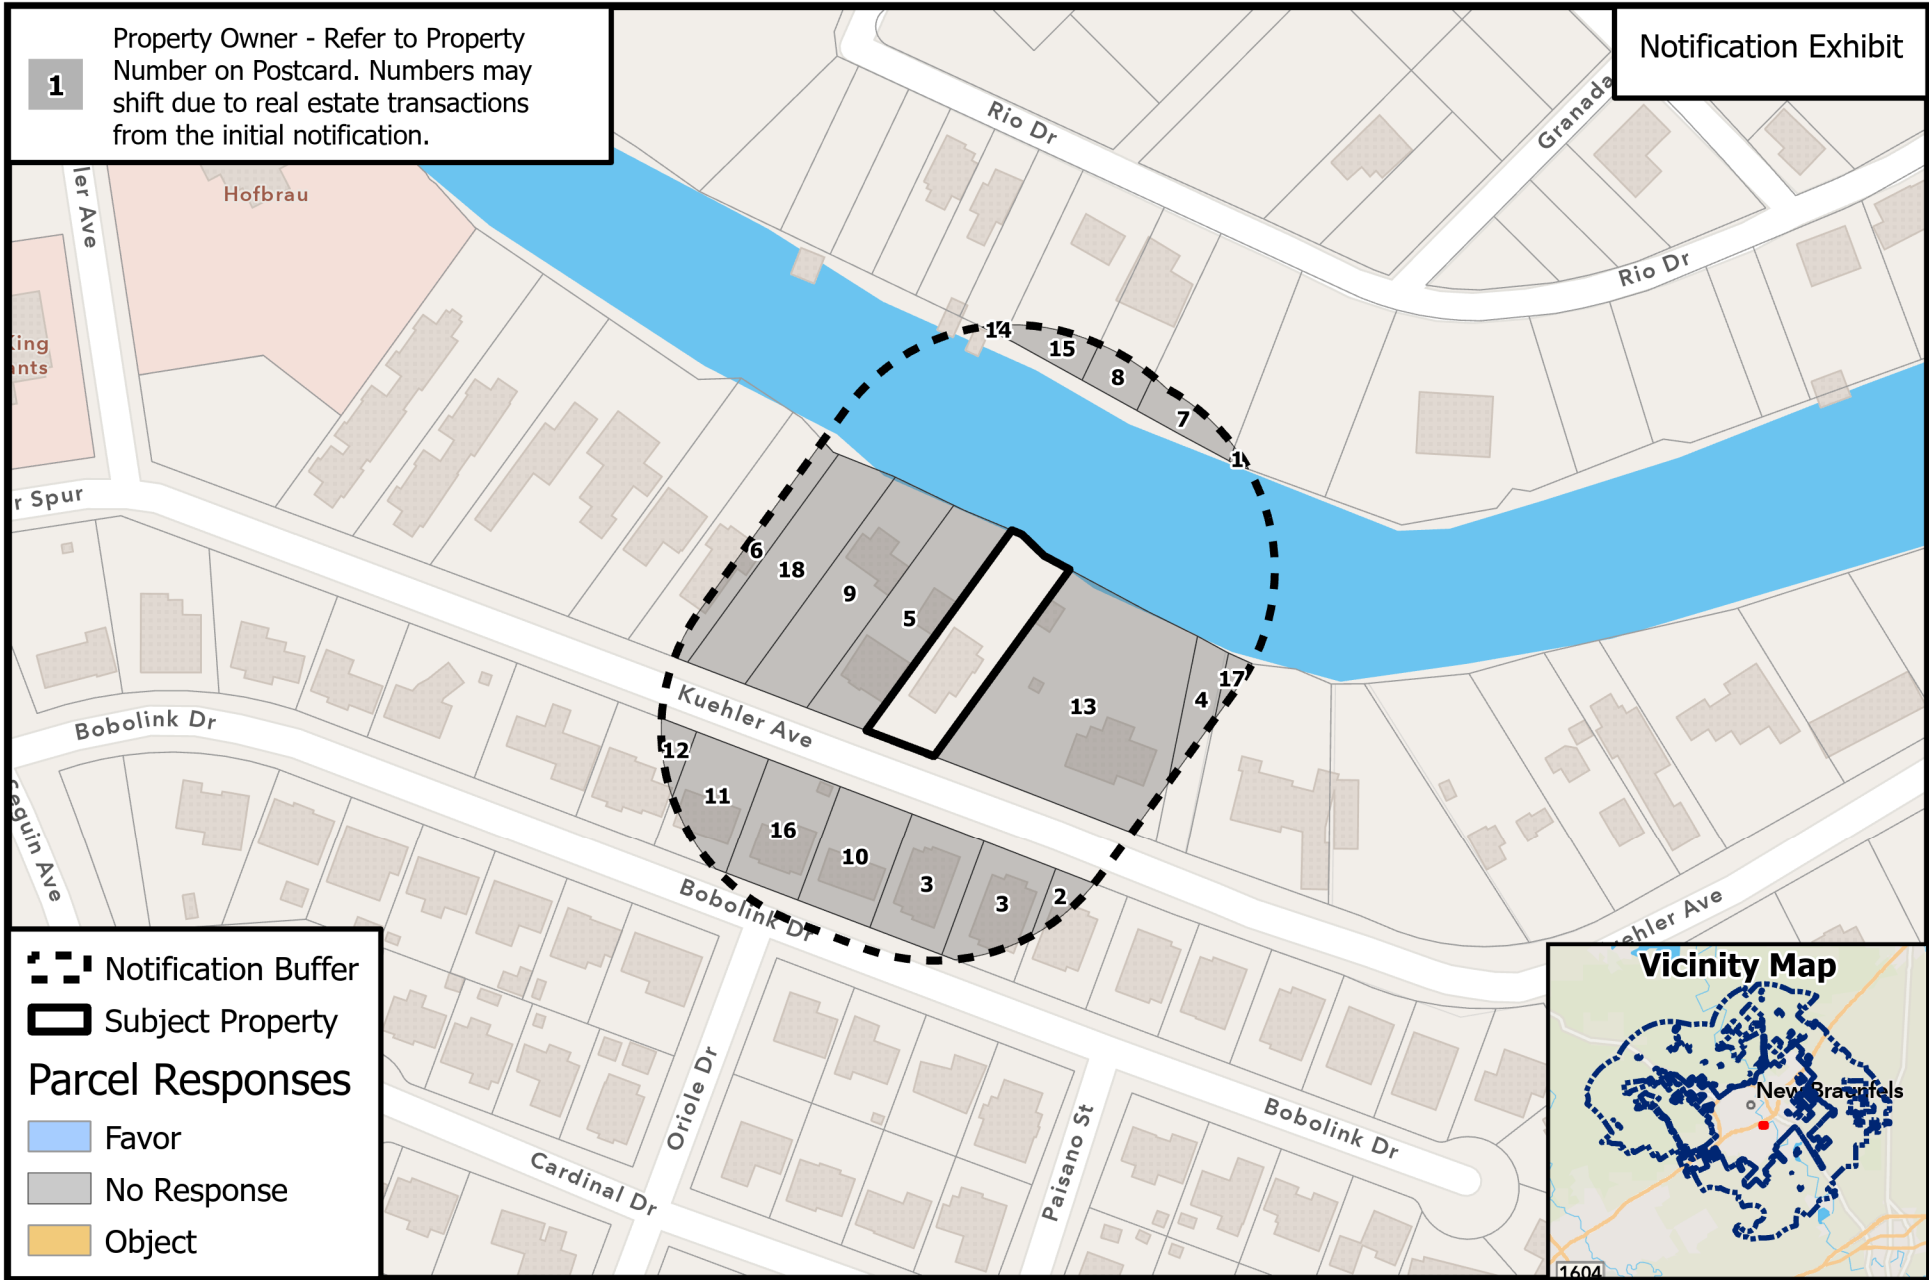 1
Property Owner - Refer to Property
Number on Postcard. Numbers may
shift due to real estate transactions
from the initial notification.
Notification Exhibit
Hofbrau
Rio Dr
Granada
Rio Dr
14
15
8
7
1
6
18
9
5
13
17
4
Kuehler Ave
Bobolink Dr
12
11
16
10
3
3
2
Bobolink Dr
Oriole Dr
Cardinal Dr
Paisano St
Bobolink Dr
Notification Buffer
Subject Property
Parcel Responses
Favor
No Response
Object
Vicinity Map
New Braunfels
1604